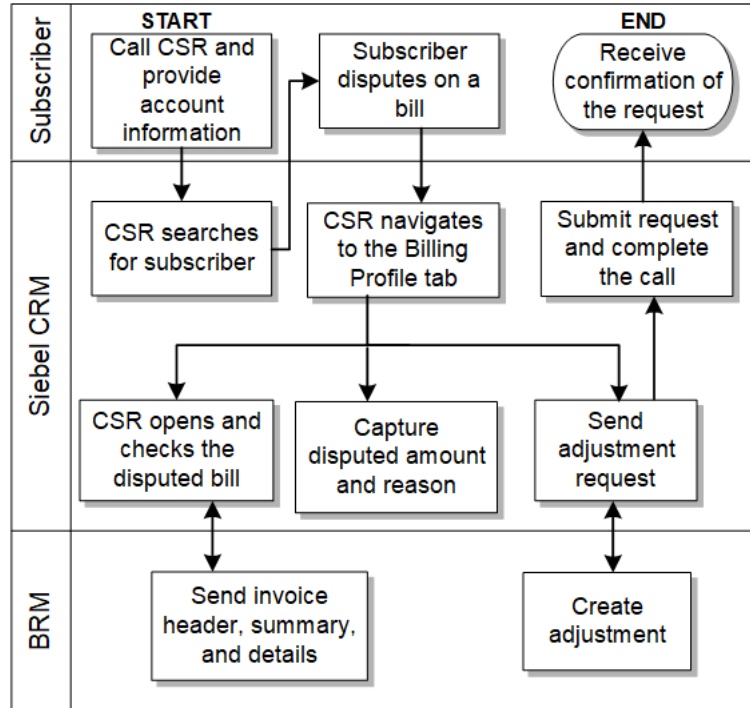 START
END
Subscriber
Call CSR and
provide
account
information
Subscriber
disputes on a
bill
Receive
confirmation of
the request
Siebel CRM
CSR searches
for subscriber
CSR navigates
to the Billing
Profile tab
Submit request
and complete
the call
CSR opens and
checks the
disputed bill
Capture
disputed amount
and reason
Send
adjustment
request
BRM
Send invoice
header, summary,
and details
Create
adjustment